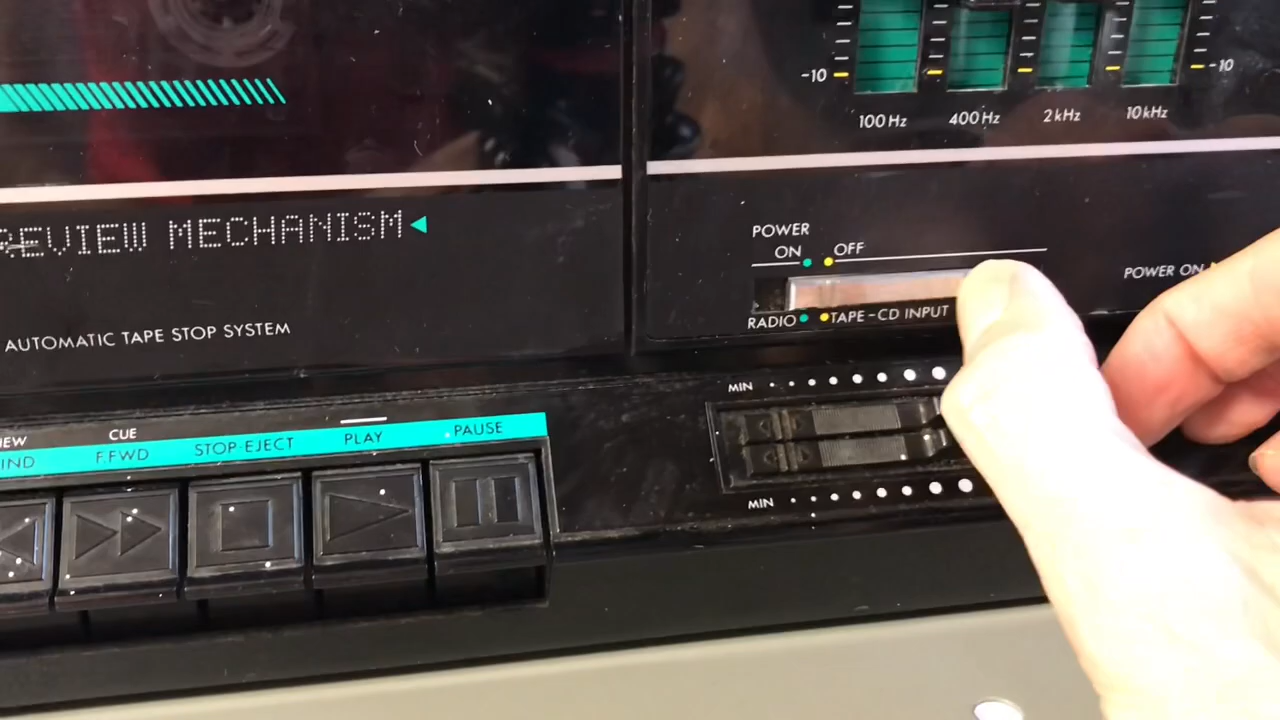 -10
-10
100 Hz 400 Hz 2 kHz 10 kHz
REVIEW MECHANISM
AUTOMATIC TAPE STOP SYSTEM
POWER
ON OFF
POWER ON
RADIO TAPE-CD INPUT
MIN
MIN
CUE
F.FWD STOP·EJECT PLAY PAUSE